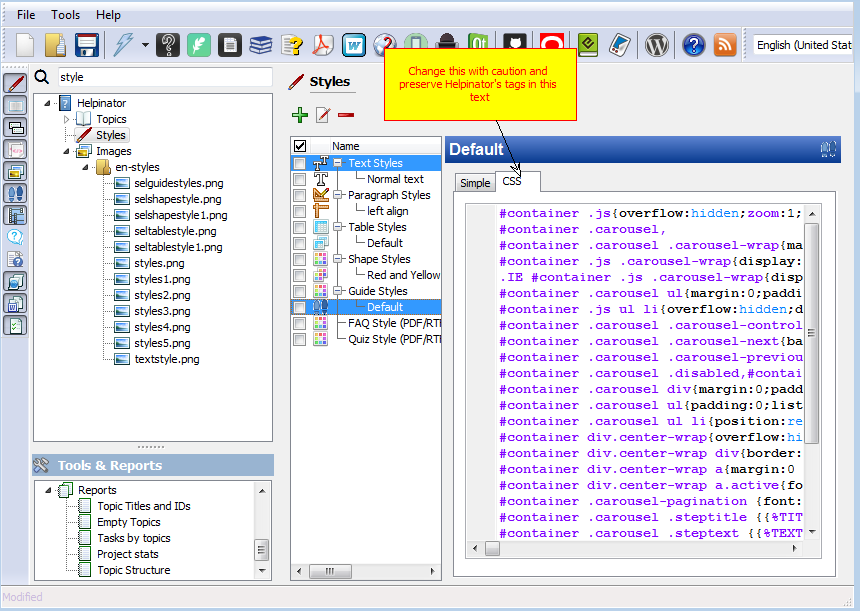 File Tools Help
English (United Stat
Change this with caution and
preserve Helpinator's tags in this
text
style
Helpinator
Topics
Styles
Images
en-styles
selguidestyles.png
selshapestyle.png
selshapestyle1.png
seltablestyle.png
seltablestyle1.png
styles.png
styles1.png
styles2.png
styles3.png
styles4.png
styles5.png
textstyle.png
Tools & Reports
Reports
Topic Titles and IDs
Empty Topics
Tasks by topics
Project stats
Topic Structure
Styles
Name
Text Styles
Normal text
Paragraph Styles
left align
Table Styles
Default
Shape Styles
Red and Yellow
Guide Styles
Default
FAQ Style (PDF/RTF
Quiz Style (PDF/RTF
Default
Simple CSS
#container .js{overflow:hidden;zoom:1;
#container .carousel,
#container .carousel .carousel-wrap{ma
#container .js .carousel-wrap{display:
.IE #container .js .carousel-wrap{disp
#container .carousel ul{margin:0;paddi
#container .js ul li{overflow:hidden;d
#container .carousel .carousel-control
#container .carousel .carousel-next{ba
#container .carousel .carousel-previou
#container .carousel .disabled,#contai
#container .carousel div{margin:0;padd
#container .carousel ul{padding:0;list
#container .carousel ul li{position:re
#container div.center-wrap{overflow:hi
#container div.center-wrap div{border:
#container div.center-wrap a{margin:0
#container div.center-wrap a.active{fo
#container .carousel-pagination {font:
#container .carousel .steptitle {{%TIT
#container .carousel .steptext {{%TEXT
Modified